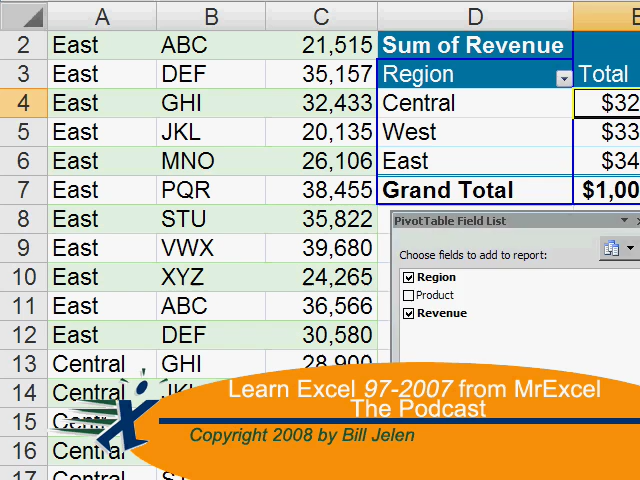 A B C D E
2 East ABC 21,515 Sum of Revenue
3 East DEF 35,157 Region Total
4 East GHI 32,433 Central $32
5 East JKL 20,135 West $33
6 East MNO 26,106 East $34
7 East PQR 38,455 Grand Total $1,00
8 East STU 35,822
PivotTable Field List
9 East VWX 39,680
Choose fields to add to report:
10 East XYZ 24,265 Region
Product
11 East ABC 36,566 Revenue
12 East DEF 30,580
13 Central GHI 28,900
14 Central JKL
Learn Excel 97-2007 from MrExcel
The Podcast
15 Central
Copyright 2008 by Bill Jelen
16 Central
17 Central